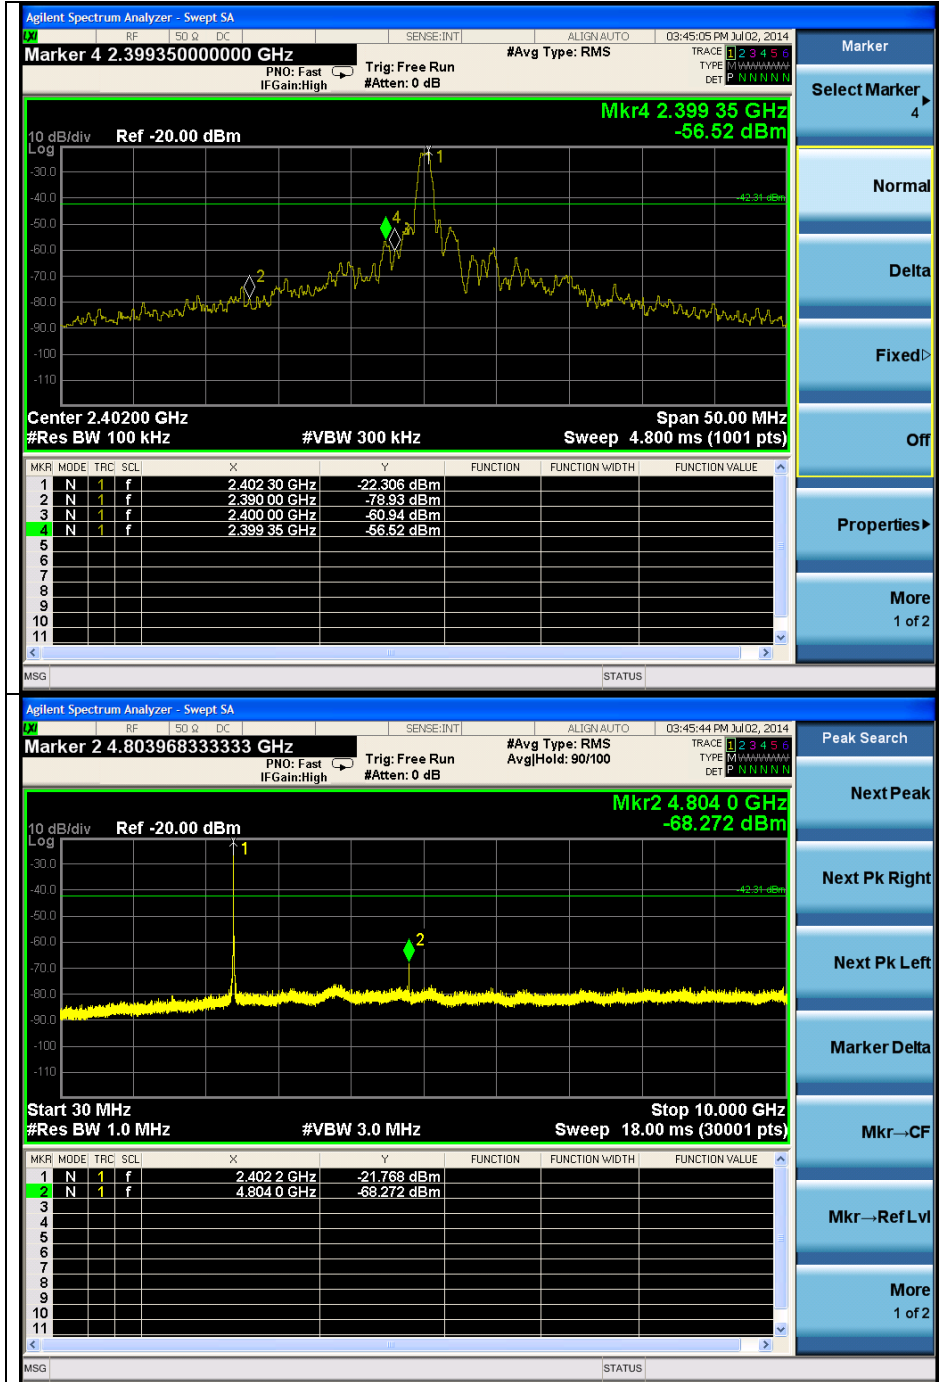 Agilent Spectrum Analyzer - Swept SA
LXI RF 50 Ω DC SENSE:INT ALIGN AUTO 03:45:05 PM Jul 02, 2014
Marker 4 2.399350000000 GHz
PNO: Fast
IFGain:High
Trig: Free Run
#Atten: 0 dB
#Avg Type: RMS
TRACE 1 2 3 4 5 6
TYPE M WWWWW
DET P N N N N N
Mkr4 2.399 35 GHz
-56.52 dBm
10 dB/div Ref -20.00 dBm
Log
1
-30.0
-40.0
-42.31 dBm
-50.0
4
3
-60.0
-70.0
2
-80.0
-90.0
-100
-110
Center 2.40200 GHz Span 50.00 MHz
#Res BW 100 kHz #VBW 300 kHz Sweep 4.800 ms (1001 pts)
MKR MODE TRC SCL X Y FUNCTION FUNCTION WIDTH FUNCTION VALUE
1 N 1 f 2.402 30 GHz -22.306 dBm
2 N 1 f 2.390 00 GHz -78.93 dBm
3 N 1 f 2.400 00 GHz -60.94 dBm
4 N 1 f 2.399 35 GHz -56.52 dBm
5
6
7
8
9
10
11
MSG STATUS
Marker
Select Marker
4
Normal
Delta
Fixed
Off
Properties
More
1 of 2
Agilent Spectrum Analyzer - Swept SA
LXI RF 50 Ω DC SENSE:INT ALIGN AUTO 03:45:44 PM Jul 02, 2014
Marker 2 4.803968333333 GHz
PNO: Fast
IFGain:High
Trig: Free Run
#Atten: 0 dB
#Avg Type: RMS
Avg|Hold: 90/100
TRACE 1 2 3 4 5 6
TYPE M WWWWW
DET P N N N N N
Mkr2 4.804 0 GHz
-68.272 dBm
10 dB/div Ref -20.00 dBm
Log
1
-30.0
-40.0
-42.31 dBm
-50.0
-60.0
2
-70.0
-80.0
-90.0
-100
-110
Start 30 MHz Stop 10.000 GHz
#Res BW 1.0 MHz #VBW 3.0 MHz Sweep 18.00 ms (30001 pts)
MKR MODE TRC SCL X Y FUNCTION FUNCTION WIDTH FUNCTION VALUE
1 N 1 f 2.402 2 GHz -21.768 dBm
2 N 1 f 4.804 0 GHz -68.272 dBm
3
4
5
6
7
8
9
10
11
MSG STATUS
Peak Search
Next Peak
Next Pk Right
Next Pk Left
Marker Delta
Mkr→CF
Mkr→Ref Lvl
More
1 of 2